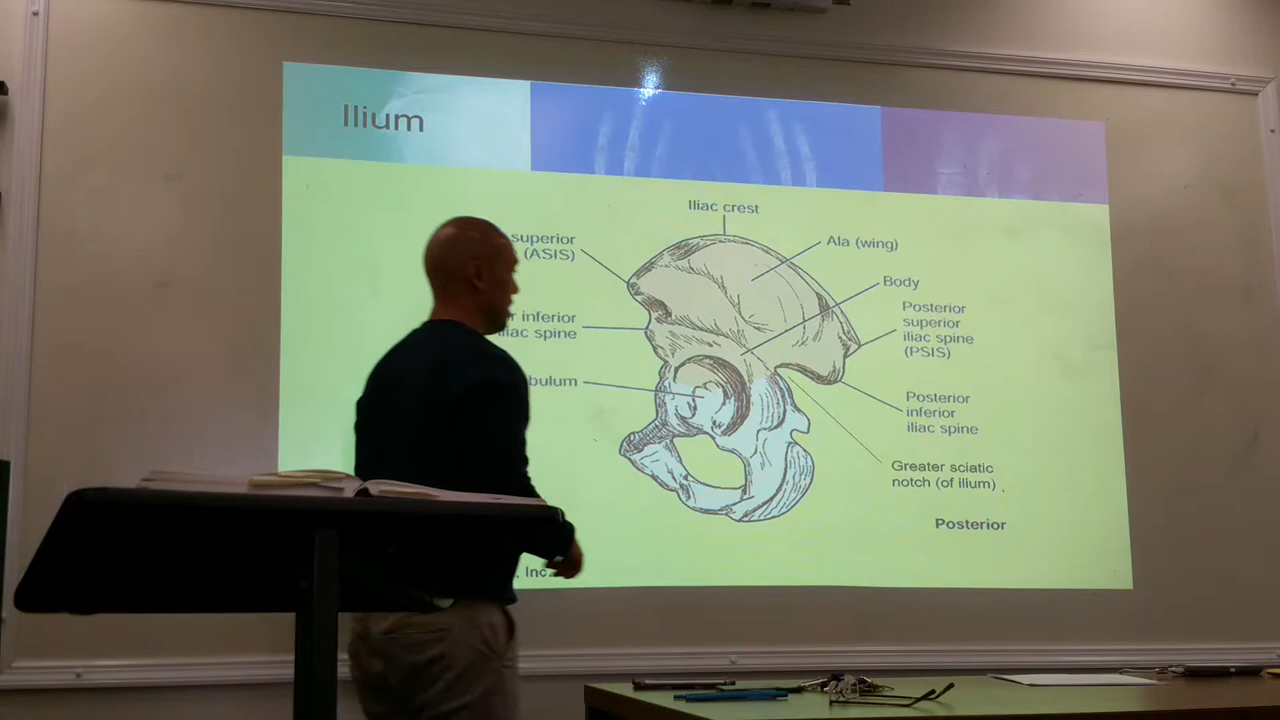 Ilium
Iliac crest
superior
(ASIS)
Ala (wing)
Body
inferior
iliac spine
Posterior
superior
iliac spine
(PSIS)
Posterior
inferior
iliac spine
Greater sciatic
notch (of ilium)
Posterior
Inc.